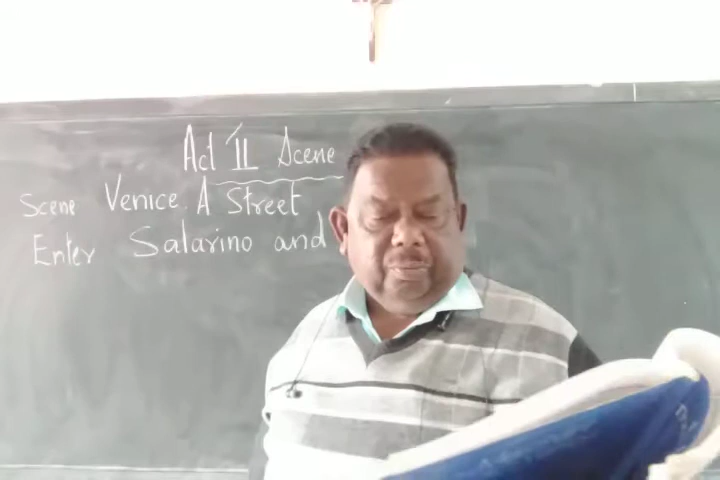 Act II Scene
Scene Venice. A Street
Enter Salarino and